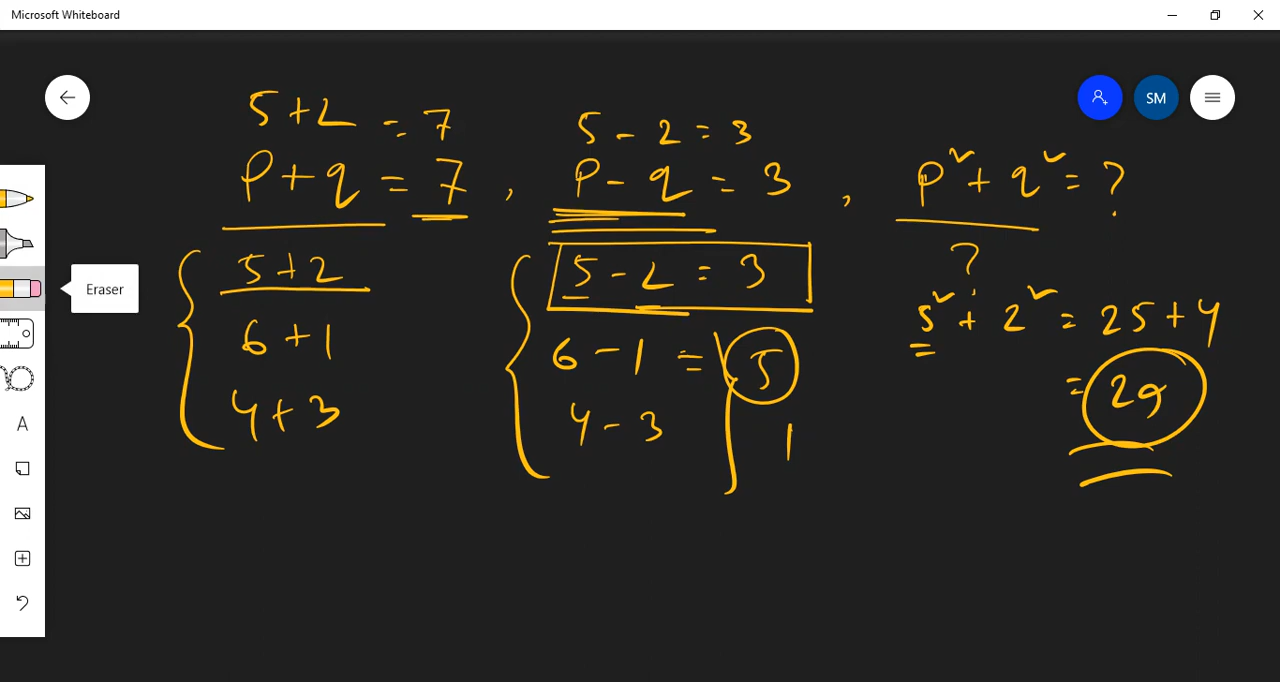 Microsoft Whiteboard
SM
5+2 = 7
5 - 2 = 3
p + q = 7 , p - q = 3 , p² + q² = ?
?
Eraser
5+2
6+1
4+3
5 - 2 = 3
6 - 1 = 5
4 - 3 1
5² + 2² = 25+4
= 29
A